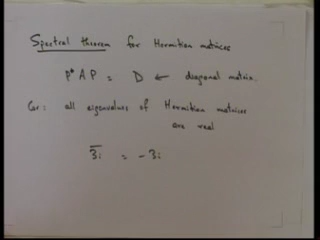 Spectral theorem for Hermitian matrices
P* A P = D ← diagonal matrix.
Cor: all eigenvalues of Hermitian matrices
are real
3̅i̅ = -3i